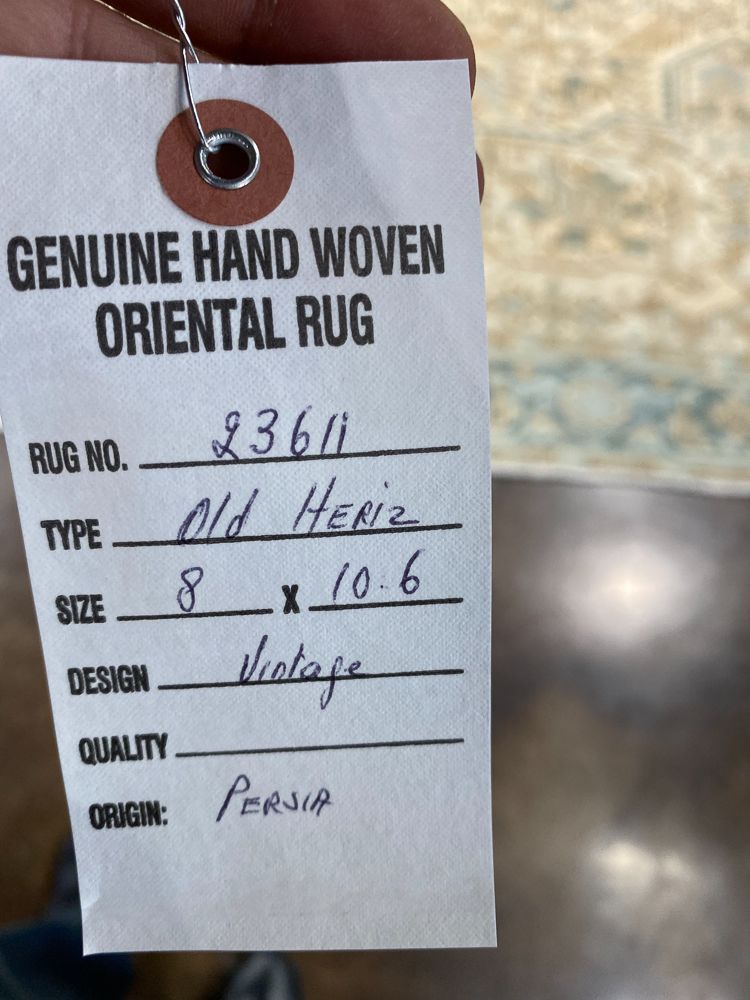 GENUINE HAND WOVEN
ORIENTAL RUG
RUG NO. 23611
TYPE Old HERIZ
SIZE 8 X 10.6
DESIGN Vintage
QUALITY
ORIGIN: PERSIA